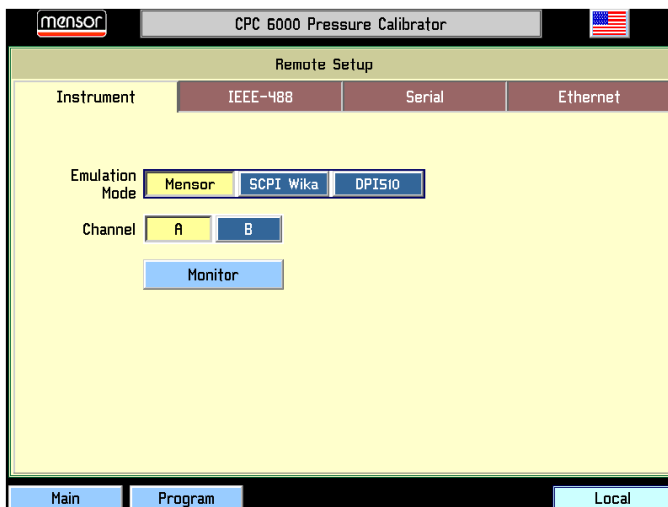 mensor CPC 6000 Pressure Calibrator
Remote Setup
Instrument IEEE-488 Serial Ethernet
Emulation
Mode Mensor SCPI Wika DPI510
Channel A B
Monitor
Main Program Local